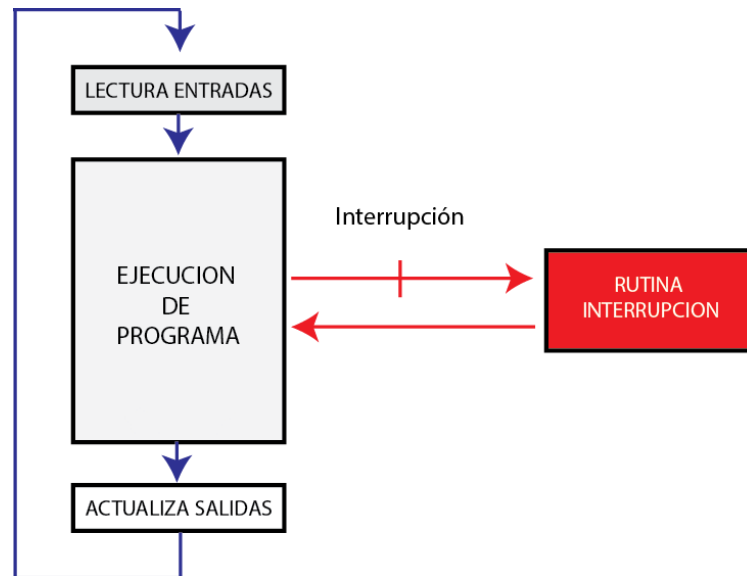 LECTURA ENTRADAS
EJECUCION
DE
PROGRAMA
Interrupción
RUTINA
INTERRUPCION
ACTUALIZA SALIDAS